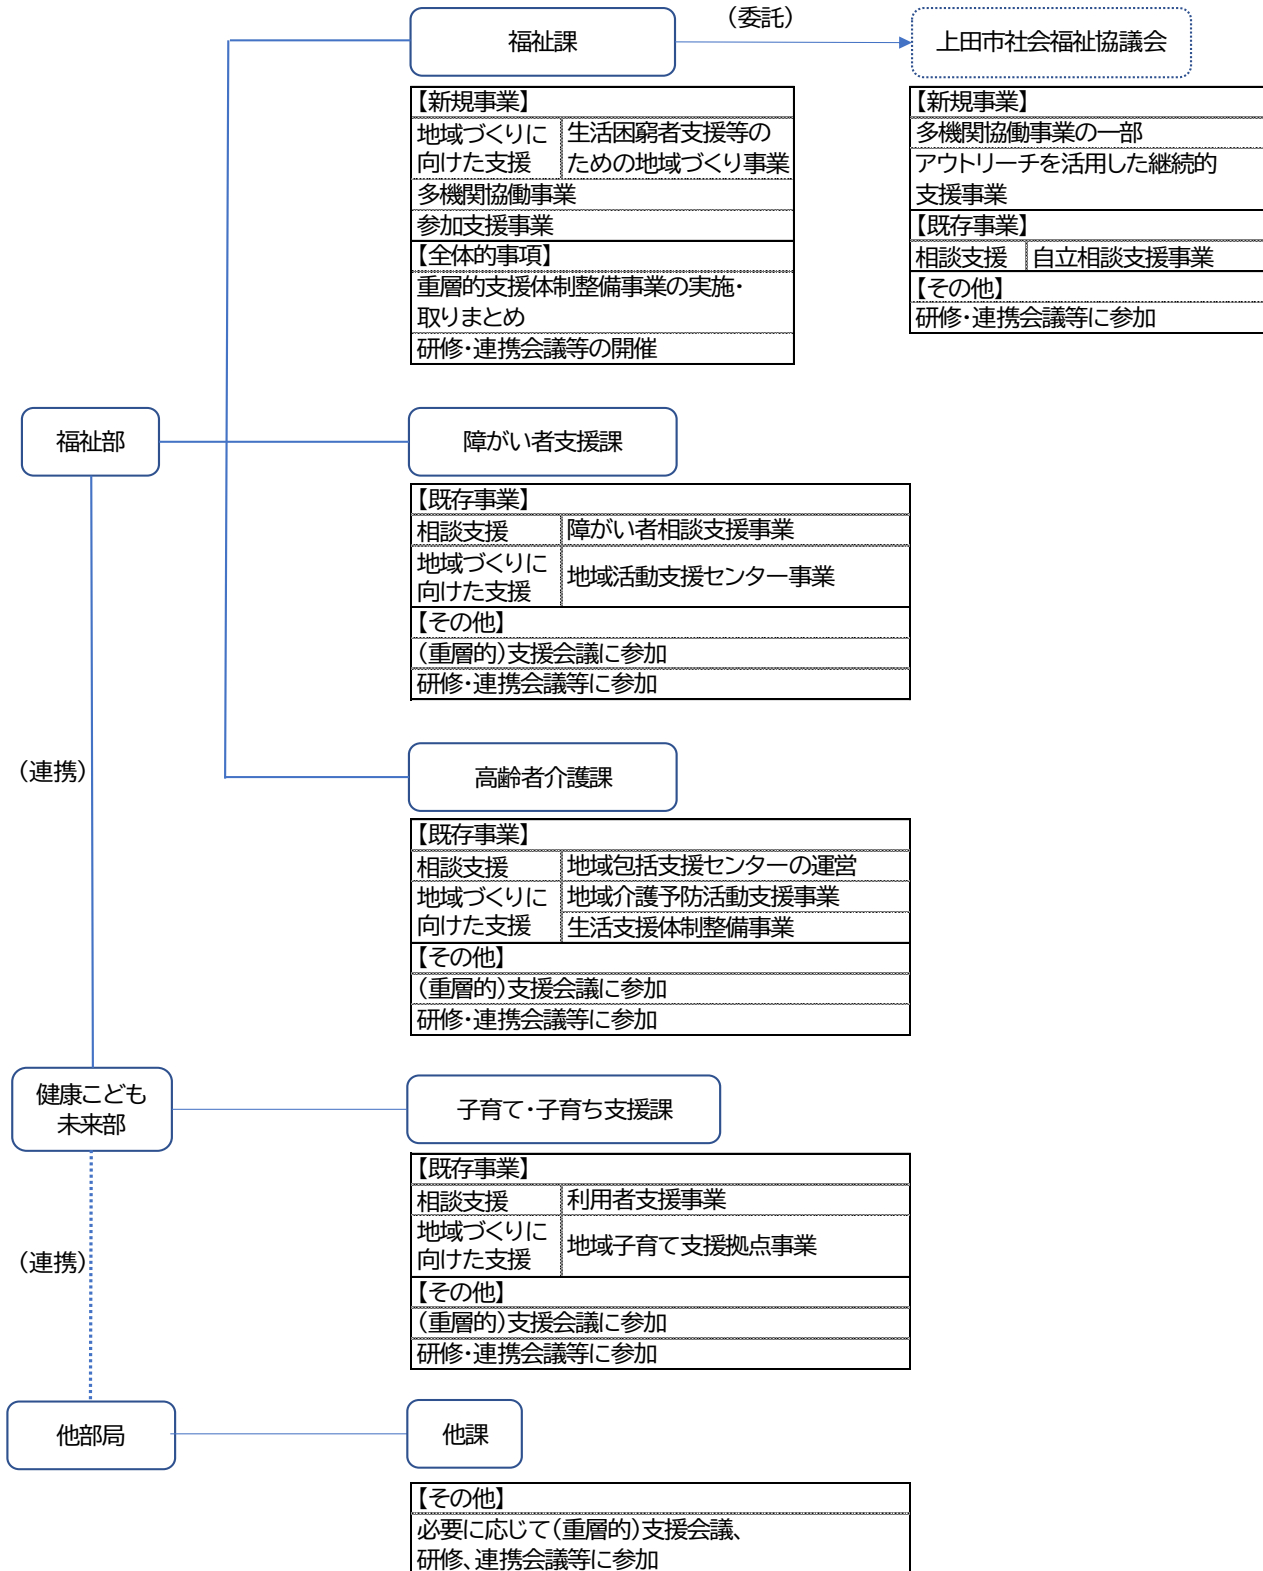 福祉課
（委託）
上田市社会福祉協議会
【新規事業】
地域づくりに
向けた支援
生活困窮者支援等の
ための地域づくり事業
多機関協働事業
参加支援事業
【全体的事項】
重層的支援体制整備事業の実施・
取りまとめ
研修・連携会議等の開催
【新規事業】
多機関協働事業の一部
アウトリーチを活用した継続的
支援事業
【既存事業】
相談支援
自立相談支援事業
【その他】
研修・連携会議等に参加
福祉部
障がい者支援課
【既存事業】
相談支援
障がい者相談支援事業
地域づくりに
向けた支援
地域活動支援センター事業
【その他】
（重層的）支援会議に参加
研修・連携会議等に参加
（連携）
高齢者介護課
【既存事業】
相談支援
地域包括支援センターの運営
地域づくりに
向けた支援
地域介護予防活動支援事業
生活支援体制整備事業
【その他】
（重層的）支援会議に参加
研修・連携会議等に参加
健康こども
未来部
子育て・子育ち支援課
【既存事業】
相談支援
利用者支援事業
地域づくりに
向けた支援
地域子育て支援拠点事業
【その他】
（重層的）支援会議に参加
研修・連携会議等に参加
（連携）
他部局
他課
【その他】
必要に応じて（重層的）支援会議、
研修、連携会議等に参加